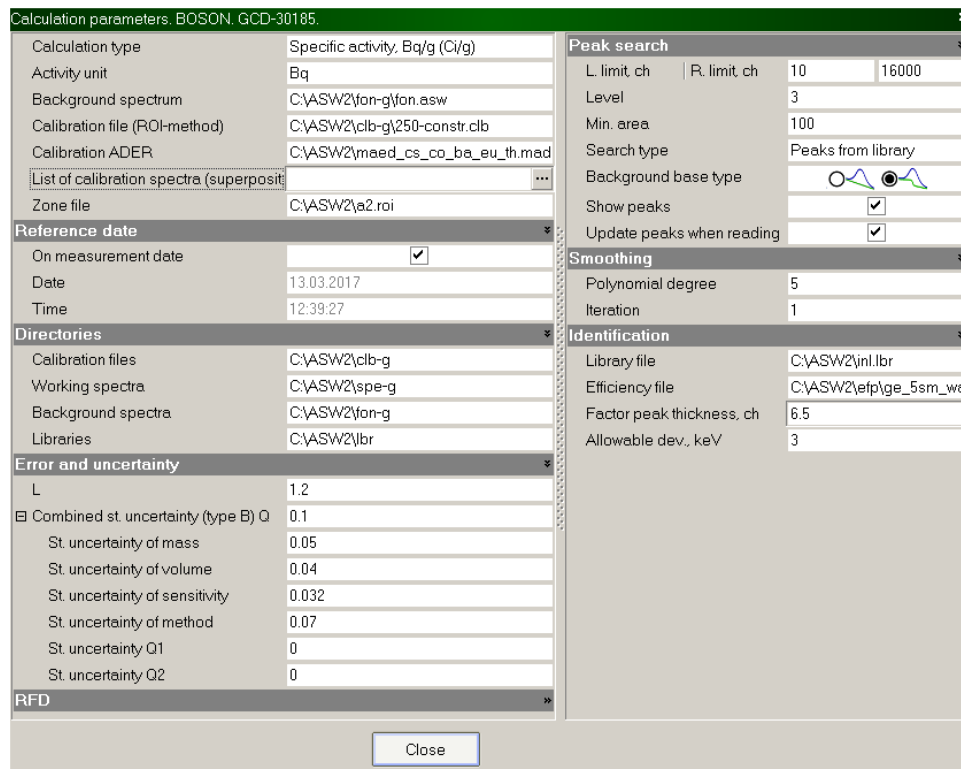 Calculation parameters. BOSON. GCD-30185.
Calculation type Specific activity, Bq/g (Ci/g)
Activity unit Bq
Background spectrum C:\ASW2\fon-g\fon.asw
Calibration file (ROI-method) C:\ASW2\clb-g\250-constr.clb
Calibration ADER C:\ASW2\maed_cs_co_ba_eu_th.mad
List of calibration spectra (superposit ...
Zone file C:\ASW2\a2.roi
Reference date
On measurement date
Date 13.03.2017
Time 12:39:27
Directories
Calibration files C:\ASW2\clb-g
Working spectra C:\ASW2\spe-g
Background spectra C:\ASW2\fon-g
Libraries C:\ASW2\lbr
Error and uncertainty
L 1.2
Combined st. uncertainty (type B) Q 0.1
St. uncertainty of mass 0.05
St. uncertainty of volume 0.04
St. uncertainty of sensitivity 0.032
St. uncertainty of method 0.07
St. uncertainty Q1 0
St. uncertainty Q2 0
RFD
Peak search
L. limit, ch R. limit, ch 10 16000
Level 3
Min. area 100
Search type Peaks from library
Background base type
Show peaks
Update peaks when reading
Smoothing
Polynomial degree 5
Iteration 1
Identification
Library file C:\ASW2\inl.lbr
Efficiency file C:\ASW2\efp\ge_5sm_wa
Factor peak thickness, ch 6.5
Allowable dev., keV 3
Close